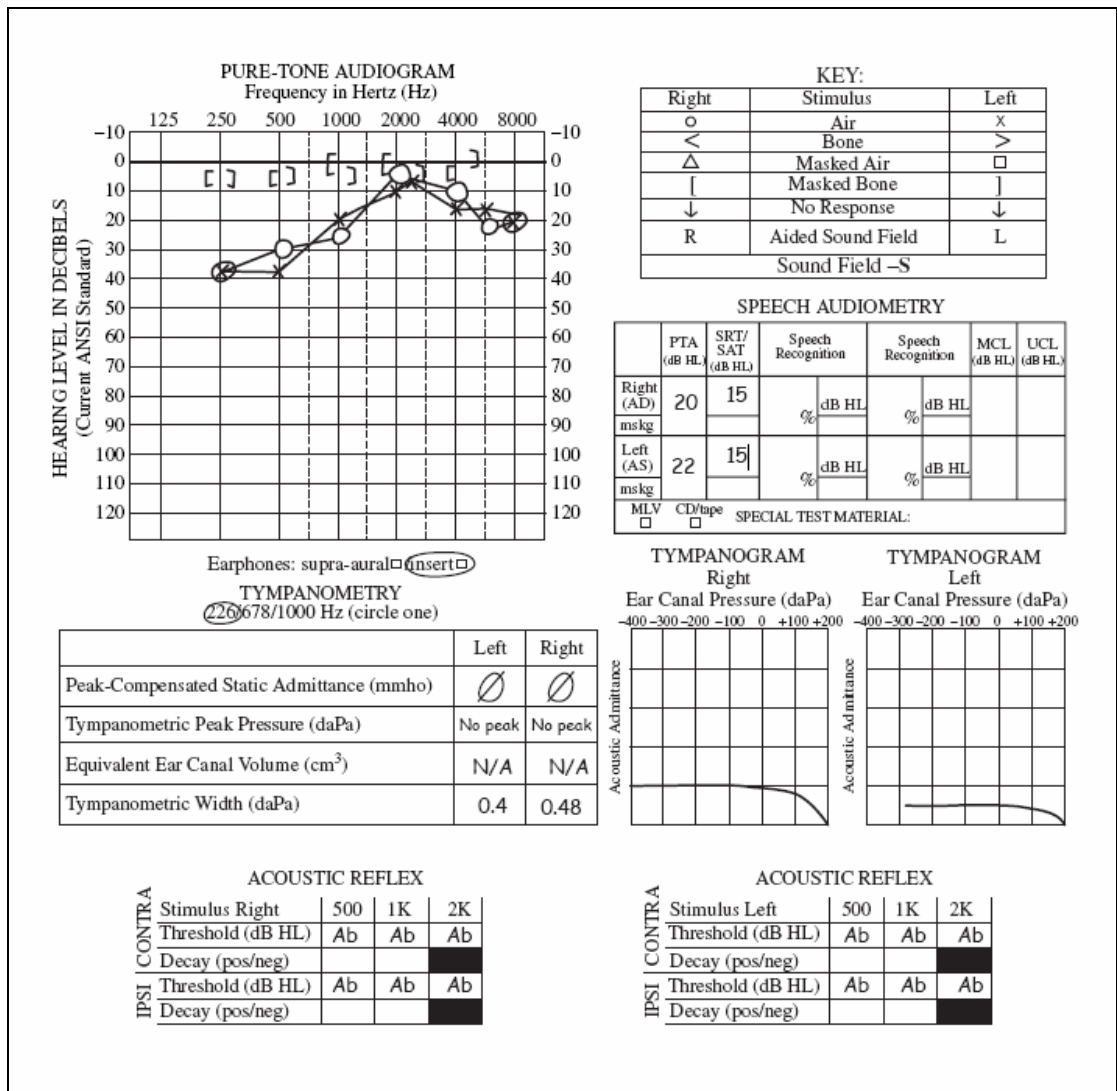 PURE-TONE AUDIOGRAM
Frequency in Hertz (Hz)
125 250 500 1000 2000 4000 8000
HEARING LEVEL IN DECIBELS
(Current ANSI Standard)
–10 –10
0 0
10 10
20 20
30 30
40 40
50 50
60 60
70 70
80 80
90 90
100 100
110 110
120 120
Earphones: supra-aural□ insert□
KEY:
Right Stimulus Left
o Air x
< Bone >
△ Masked Air □
[ Masked Bone ]
↓ No Response ↓
R Aided Sound Field L
Sound Field –S
SPEECH AUDIOMETRY
PTA (dB HL) SRT/ SAT (dB HL) Speech Recognition Speech Recognition MCL (dB HL) UCL (dB HL)
Right (AD) 20 15 % dB HL % dB HL
mskg
Left (AS) 22 15 % dB HL % dB HL
mskg
MLV □ CD/tape □ SPECIAL TEST MATERIAL:
TYMPANOMETRY
226/678/1000 Hz (circle one)
Left Right
Peak-Compensated Static Admittance (mmho) Ø Ø
Tympanometric Peak Pressure (daPa) No peak No peak
Equivalent Ear Canal Volume (cm³) N/A N/A
Tympanometric Width (daPa) 0.4 0.48
TYMPANOGRAM
Right
Ear Canal Pressure (daPa)
–400 –300 –200 –100 0 +100 +200
Acoustic Admittance
TYMPANOGRAM
Left
Ear Canal Pressure (daPa)
–400 –300 –200 –100 0 +100 +200
Acoustic Admittance
ACOUSTIC REFLEX
CONTRA
Stimulus Right 500 1K 2K
Threshold (dB HL) Ab Ab Ab
Decay (pos/neg)
IPSI
Threshold (dB HL) Ab Ab Ab
Decay (pos/neg)
ACOUSTIC REFLEX
CONTRA
Stimulus Left 500 1K 2K
Threshold (dB HL) Ab Ab Ab
Decay (pos/neg)
IPSI
Threshold (dB HL) Ab Ab Ab
Decay (pos/neg)